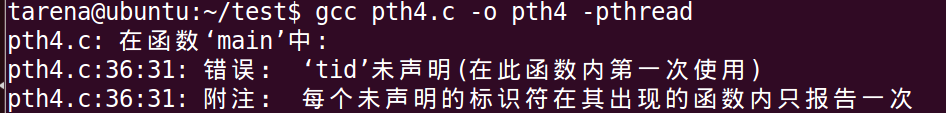 tarena@ubuntu:~/test$ gcc pth4.c -o pth4 -pthread
pth4.c: 在函数‘main’中:
pth4.c:36:31: 错误: ‘tid’未声明(在此函数内第一次使用)
pth4.c:36:31: 附注: 每个未声明的标识符在其出现的函数内只报告一次